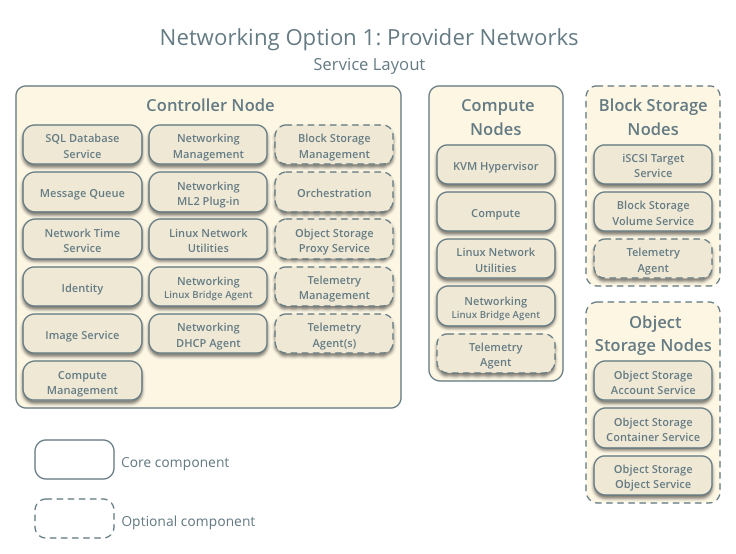 Networking Option 1: Provider Networks
Service Layout
Controller Node
SQL Database
Service
Networking
Management
Block Storage
Management
Message Queue
Networking
ML2 Plug-in
Orchestration
Network Time
Service
Linux Network
Utilities
Object Storage
Proxy Service
Identity
Networking
Linux Bridge Agent
Telemetry
Management
Image Service
Networking
DHCP Agent
Telemetry
Agent(s)
Compute
Management
Compute
Nodes
KVM Hypervisor
Compute
Linux Network
Utilities
Networking
Linux Bridge Agent
Telemetry
Agent
Block Storage
Nodes
iSCSI Target
Service
Block Storage
Volume Service
Telemetry
Agent
Object
Storage Nodes
Object Storage
Account Service
Object Storage
Container Service
Object Storage
Object Service
Core component
Optional component